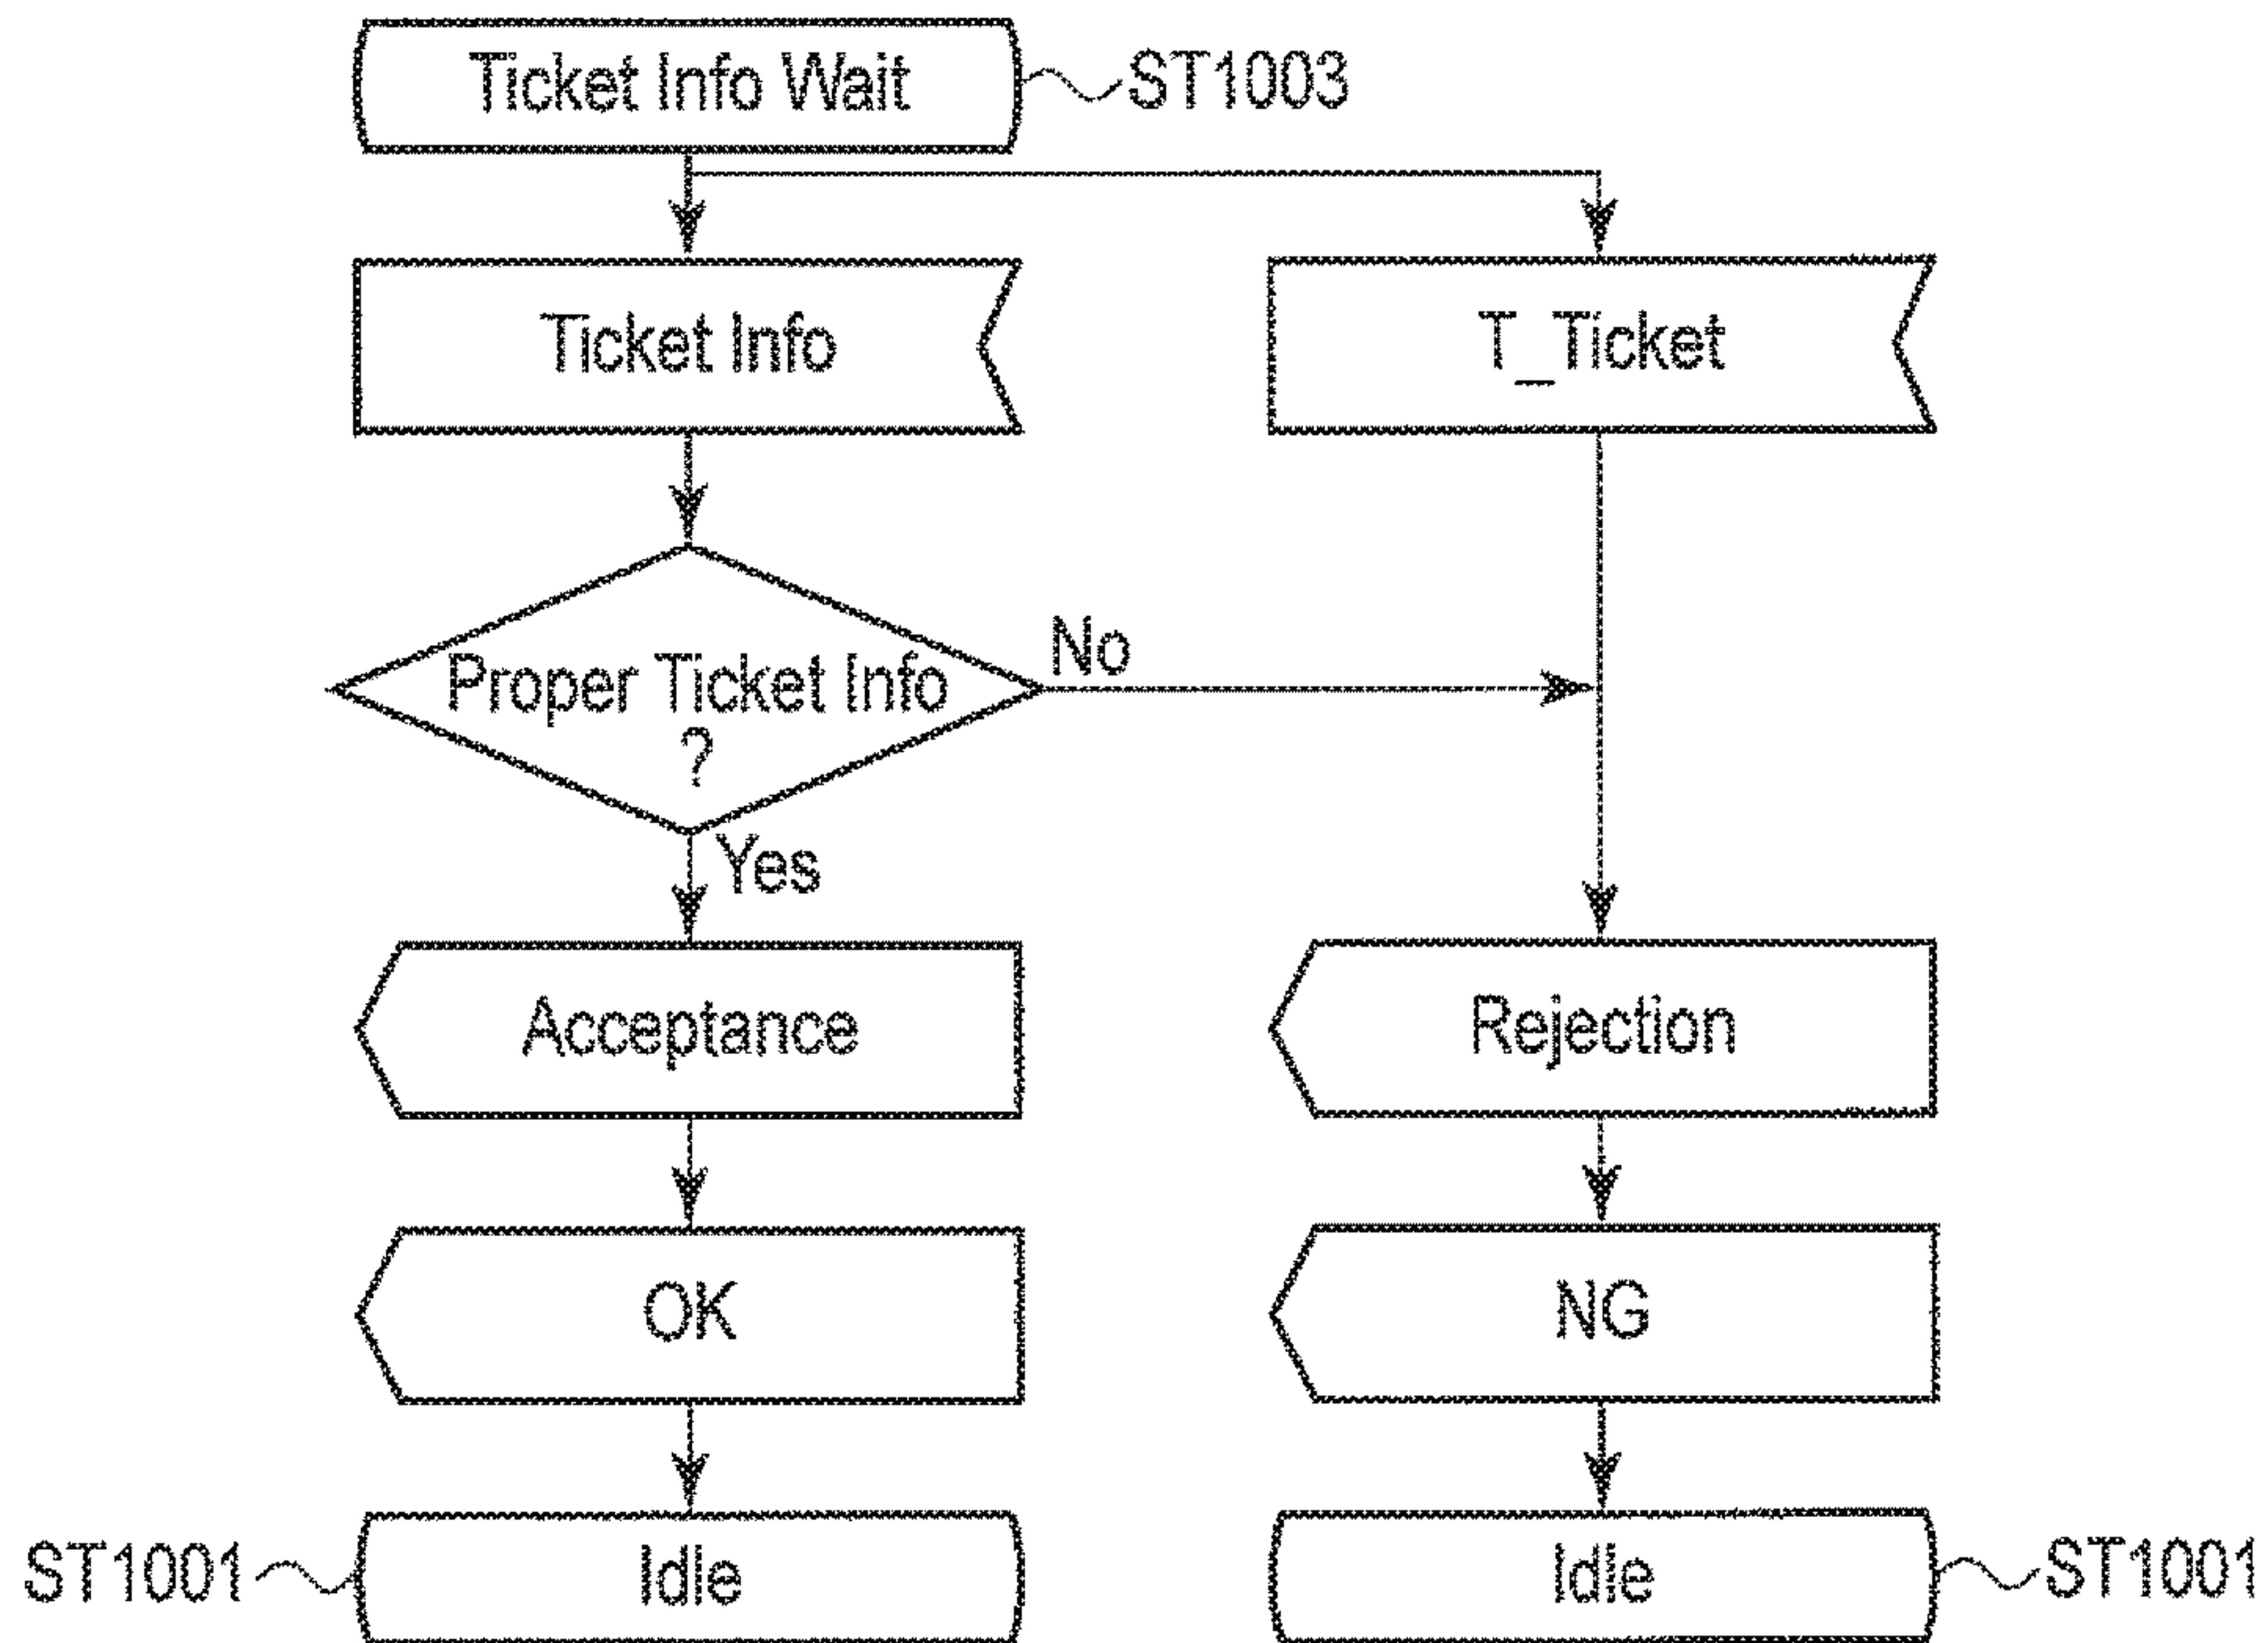 Ticket Info Wait
ST1003
Ticket Info
T_Ticket
Proper Ticket Info
?
No
Yes
Acceptance
Rejection
OK
NG
ST1001
Idle
Idle
ST1001